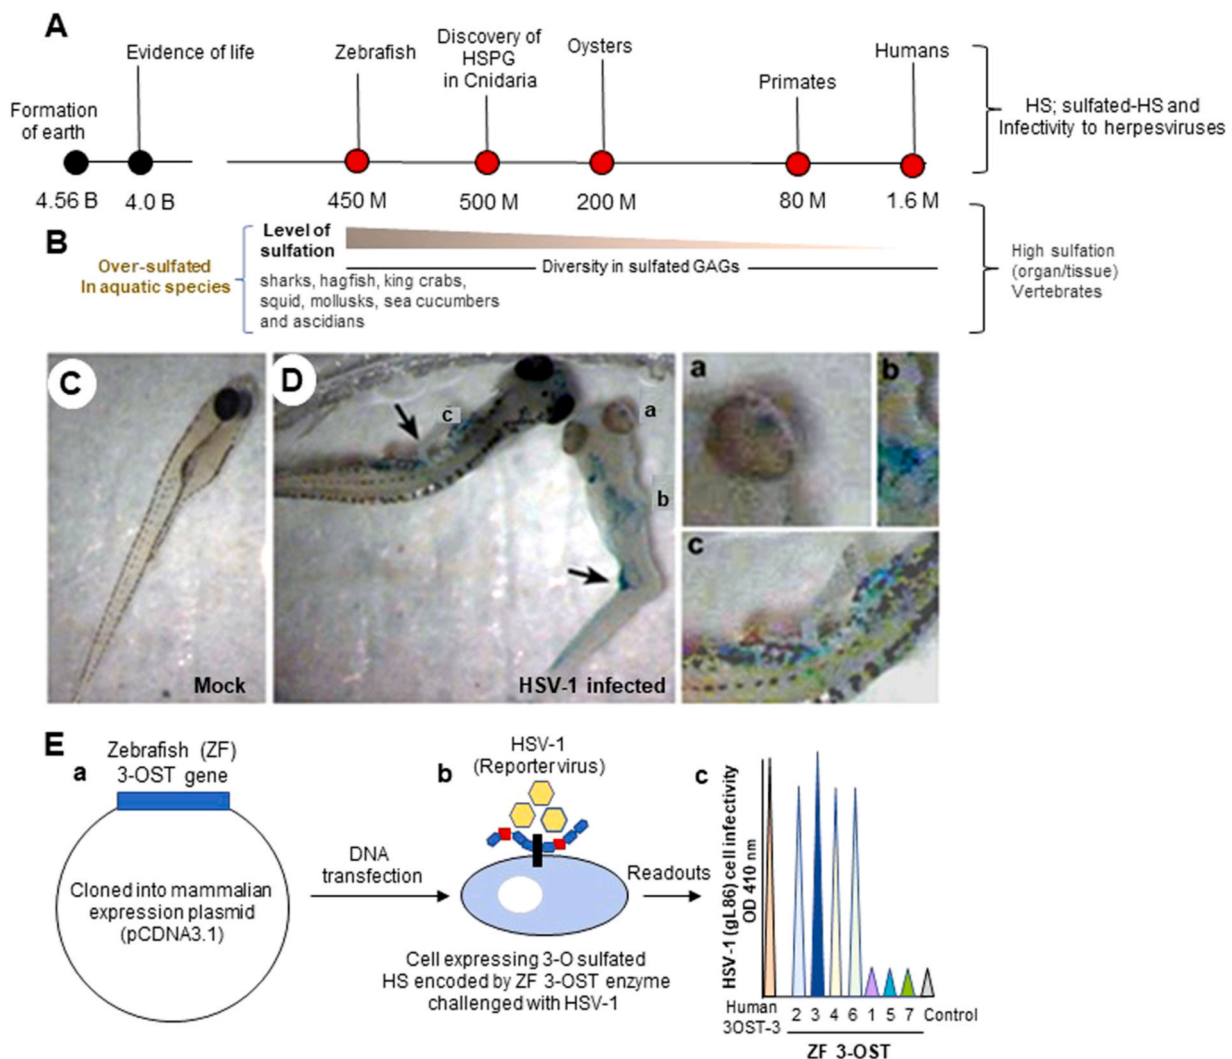 A
Formation
of earth
Evidence of life
Zebrafish
Discovery of
HSPG
in Cnidaria
Oysters
Primates
Humans
HS; sulfated-HS and
Infectivity to herpesviruses
4.56 B
4.0 B
450 M
500 M
200 M
80 M
1.6 M
B
Over-sulfated
In aquatic species
Level of
sulfation
Diversity in sulfated GAGs
sharks, hagfish, king crabs,
squid, mollusks, sea cucumbers
and ascidians
High sulfation
(organ/tissue)
Vertebrates
C
Mock
D
c
a
b
HSV-1 infected
a
b
c
E
a
Zebrafish (ZF)
3-OST gene
Cloned into mammalian
expression plasmid
(pCDNA3.1)
DNA
transfection
b
HSV-1
(Reporter virus)
Cell expressing 3-O sulfated
HS encoded by ZF 3-OST enzyme
challenged with HSV-1
Readouts
c
HSV-1 (gL86) cell infectivity
OD 410 nm
Human
3OST-3
2 3 4 6 1 5 7 Control
ZF 3-OST